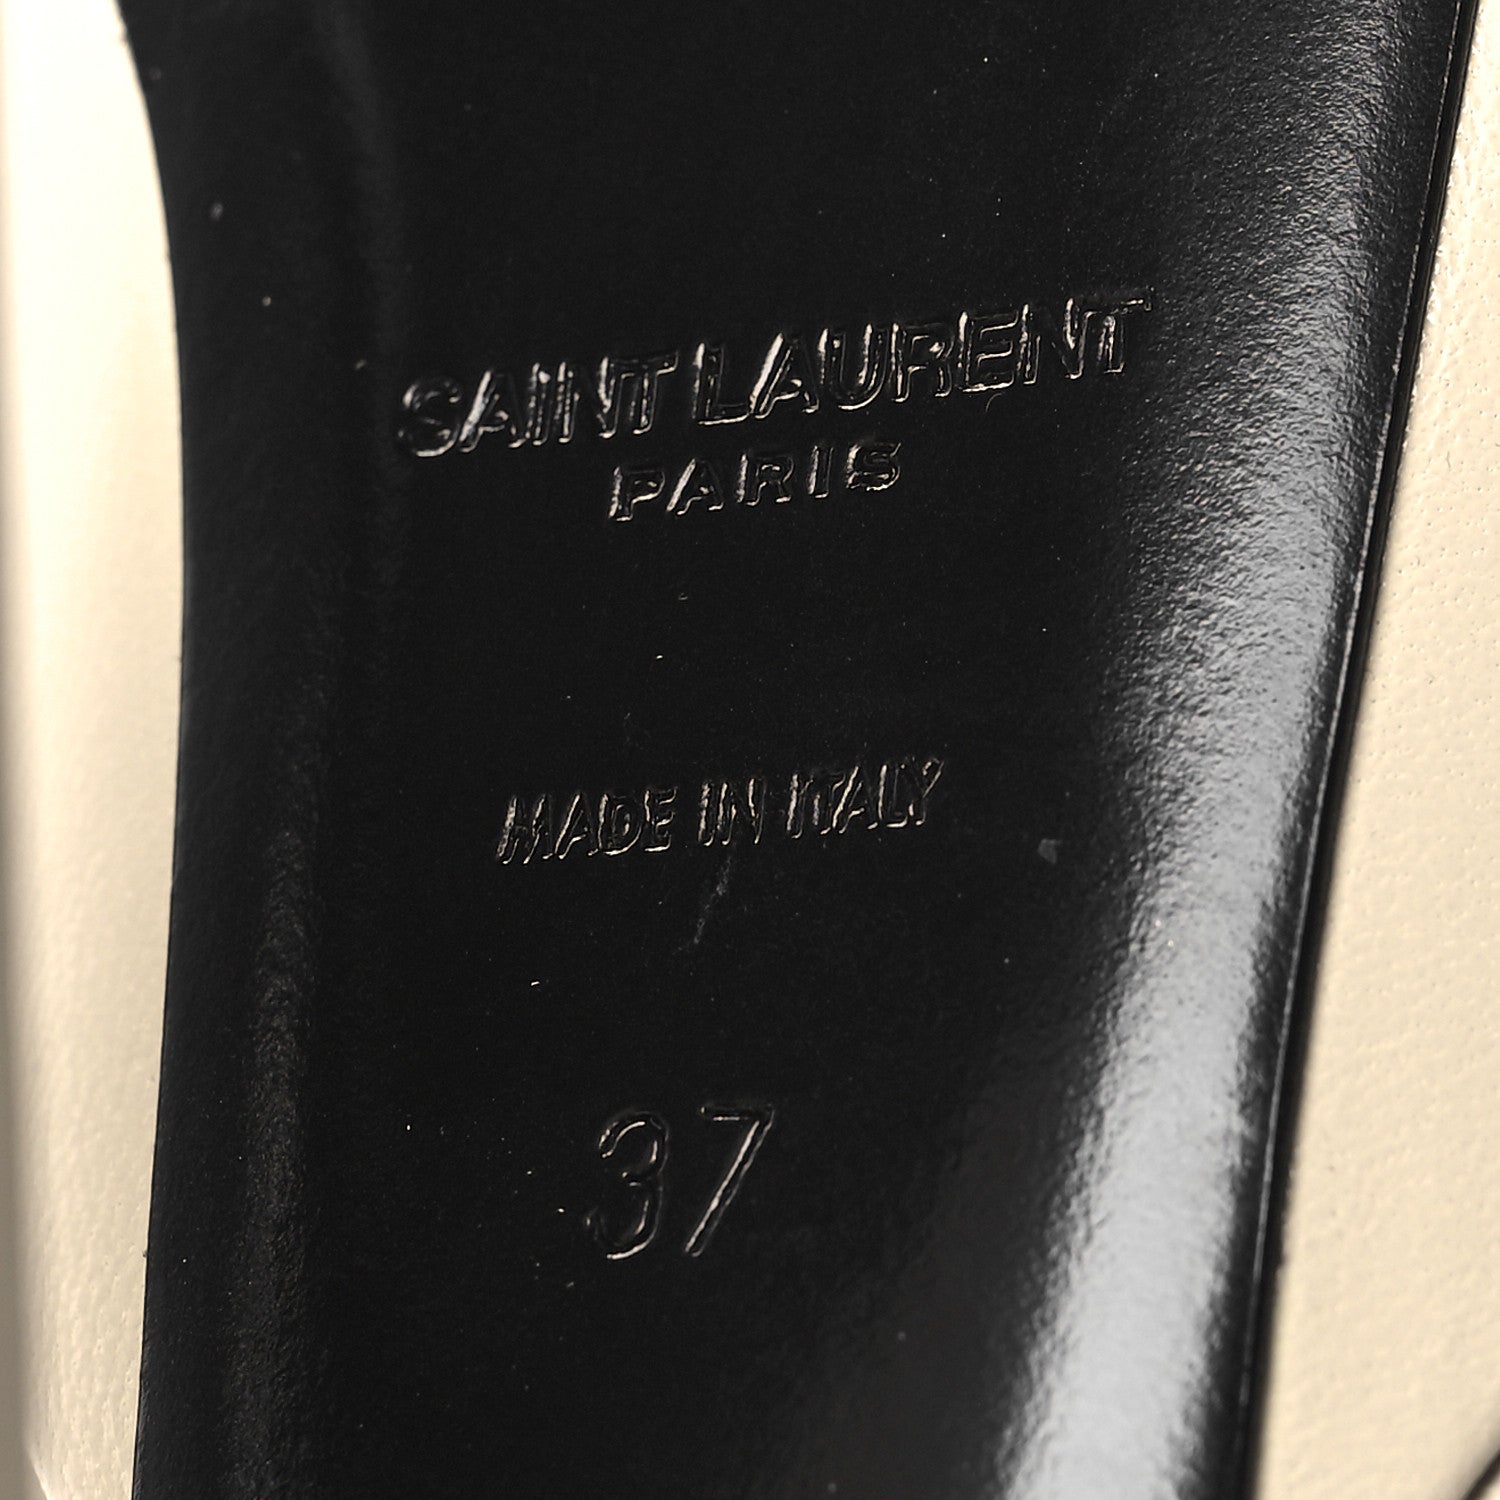 SAINT LAURENT
PARIS
MADE IN ITALY
37